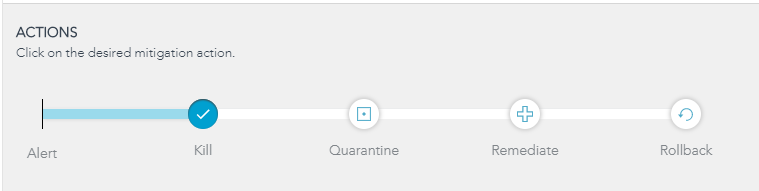 ACTIONS
Click on the desired mitigation action.
Alert Kill Quarantine Remediate Rollback